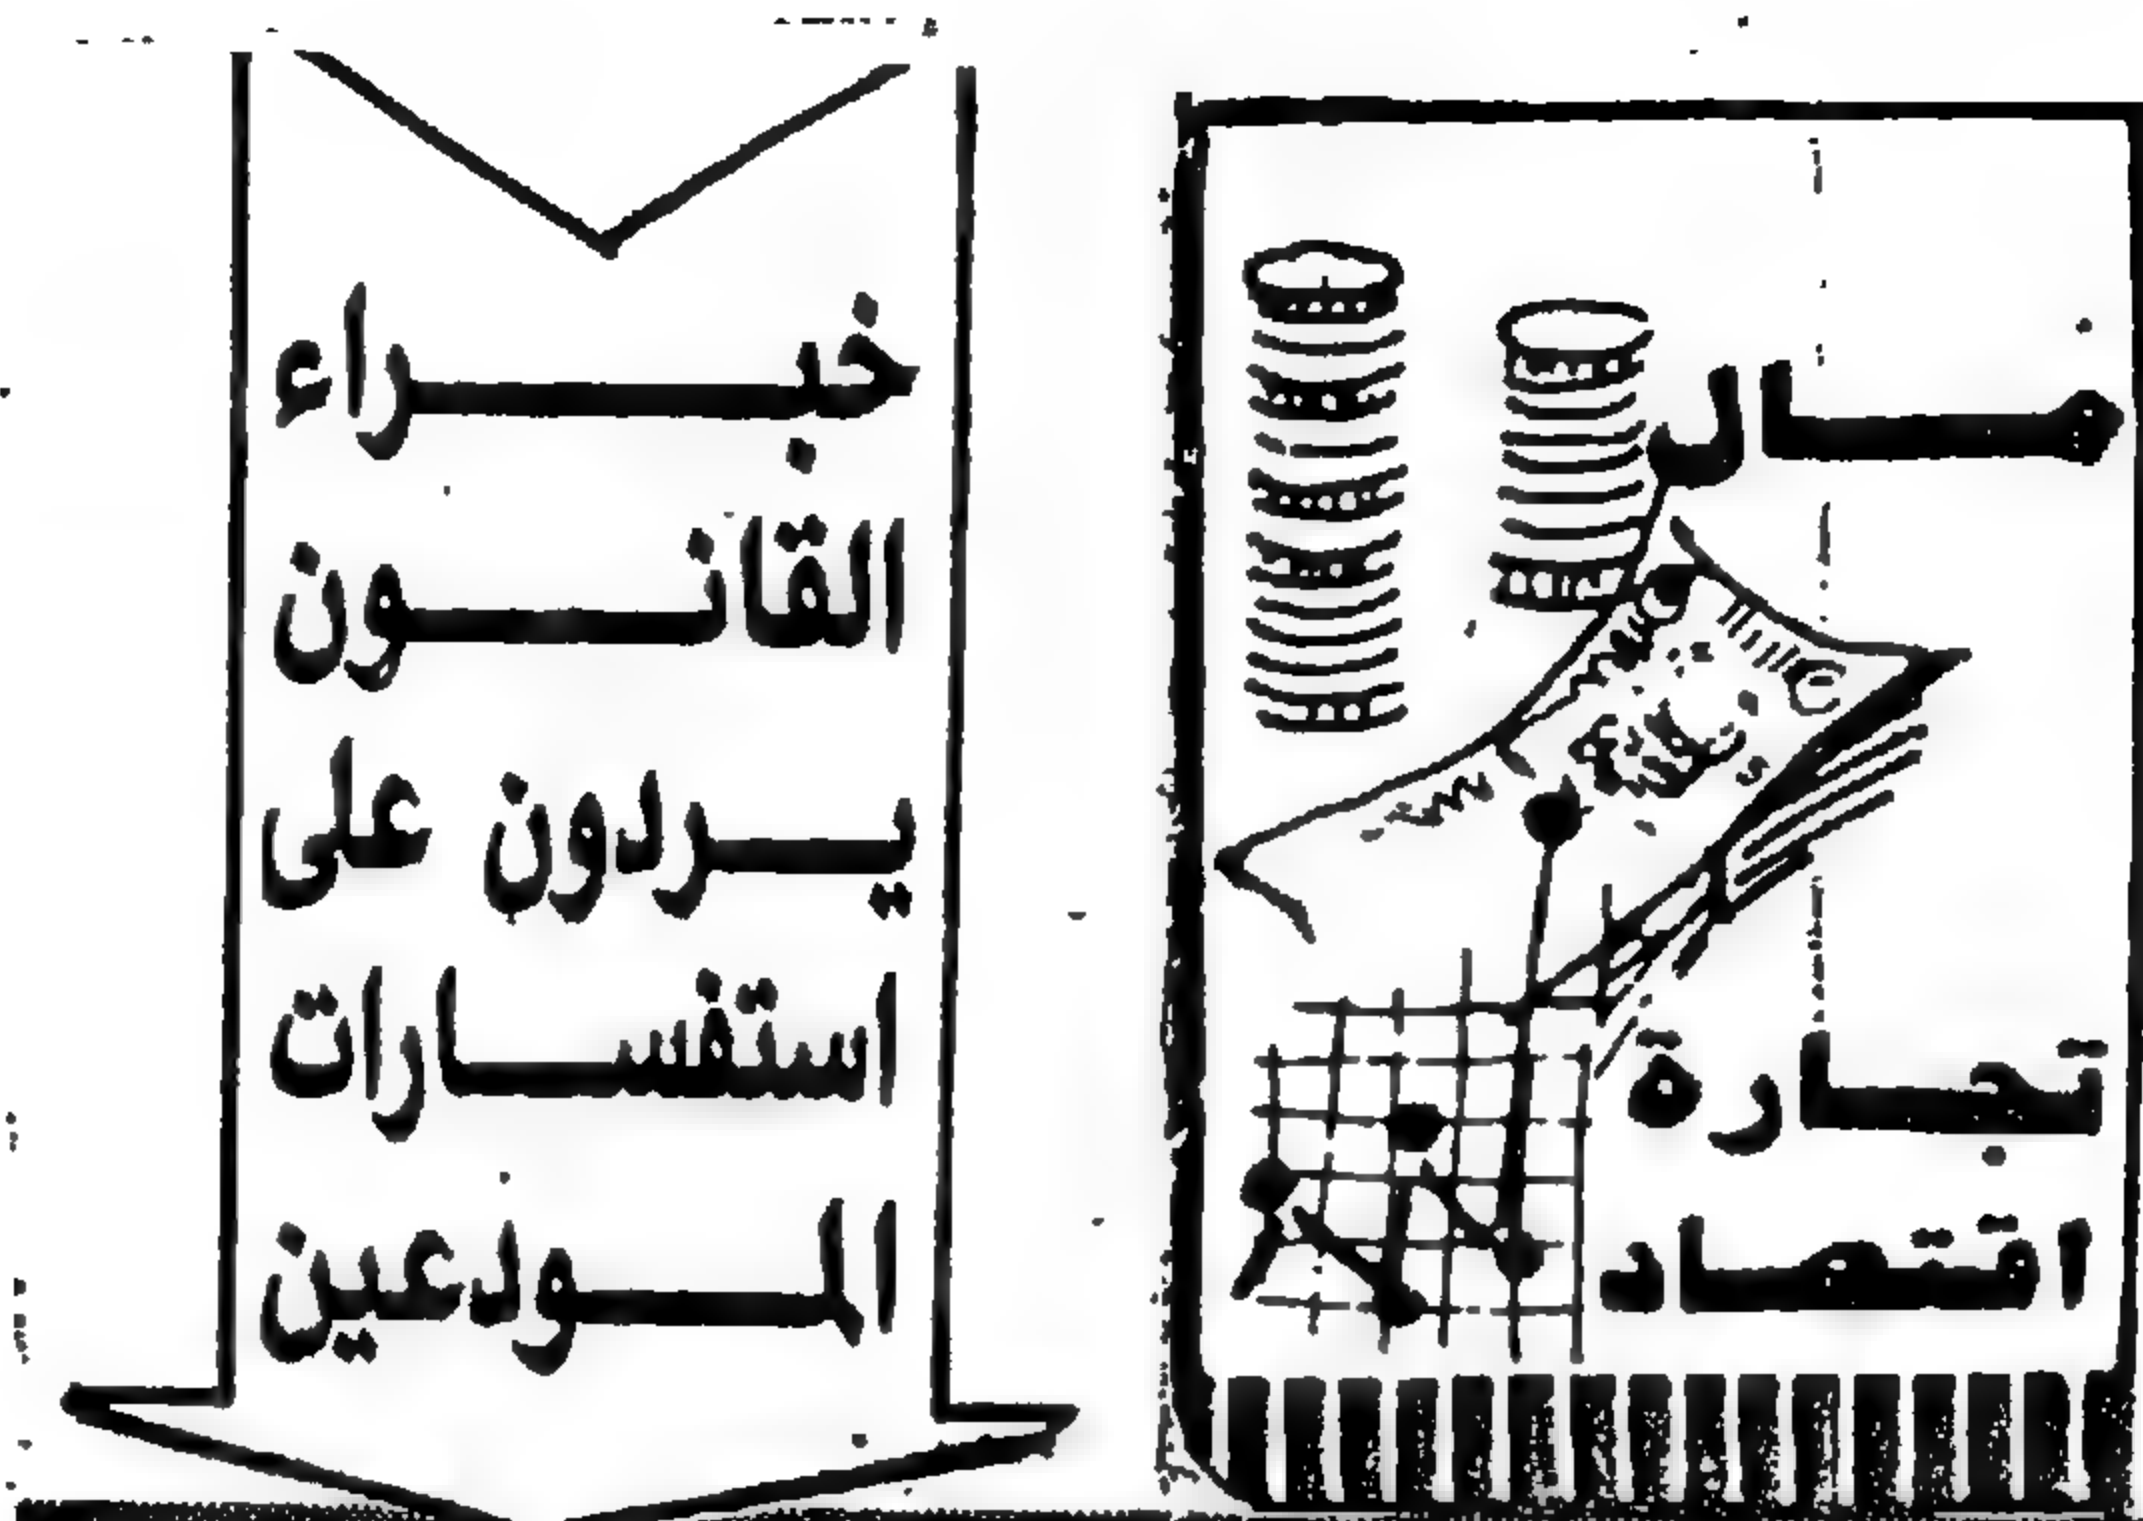 مال
تجارة
اقتصاد
خبراء
القانون
يردون على
استفسارات
المودعين